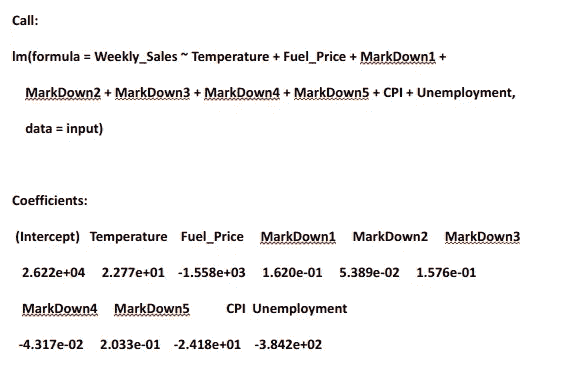 Call:
lm(formula = Weekly_Sales ~ Temperature + Fuel_Price + MarkDown1 +
MarkDown2 + MarkDown3 + MarkDown4 + MarkDown5 + CPI + Unemployment,
data = input)
Coefficients:
(Intercept) Temperature Fuel_Price MarkDown1 MarkDown2 MarkDown3
2.622e+04 2.277e+01 -1.558e+03 1.620e-01 5.389e-02 1.576e-01
MarkDown4 MarkDown5 CPI Unemployment
-4.317e-02 2.033e-01 -2.418e+01 -3.842e+02